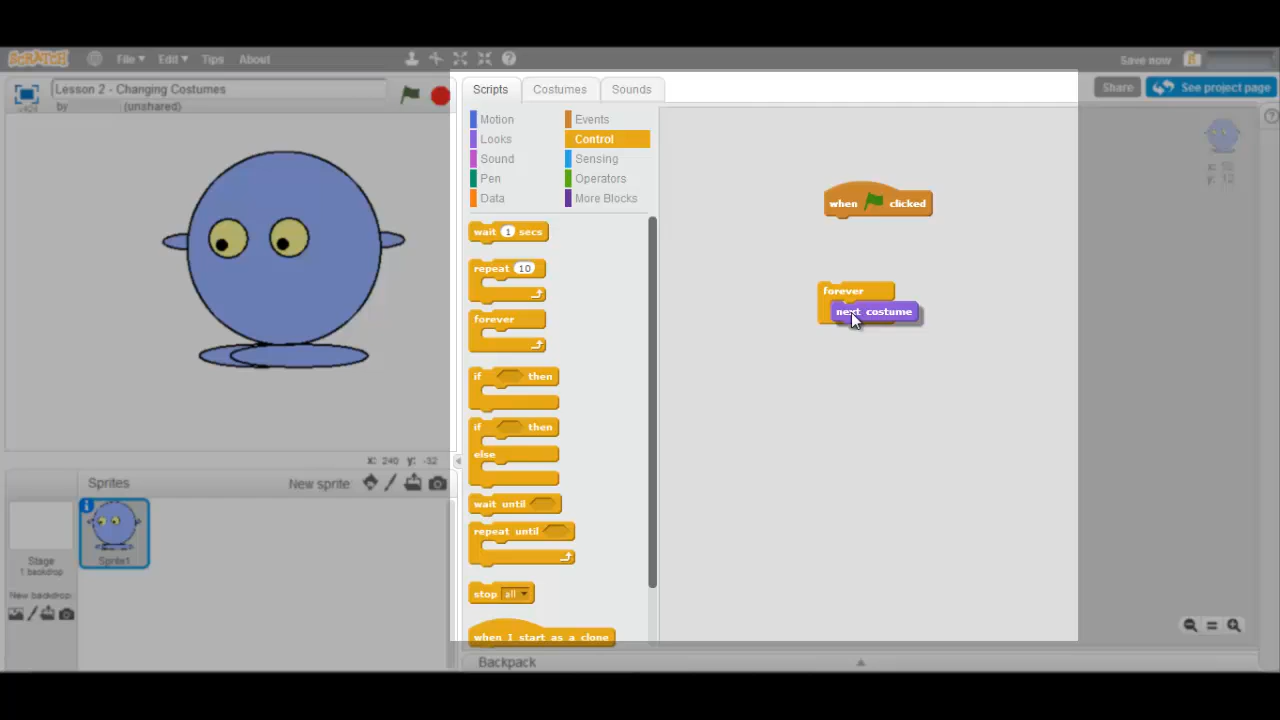 SCRATCH
File Edit Tips About
Save now
Lesson 2 - Changing Costumes
by (unshared)
Share
See project page
Scripts Costumes Sounds
Motion Events
Looks Control
Sound Sensing
Pen Operators
Data More Blocks
wait 1 secs
repeat 10
forever
if then
if then
else
wait until
repeat until
stop all
when I start as a clone
when clicked
forever
next costume
x: 240 y: -32
Sprites New sprite:
Sprite1
Stage
1 backdrop
New backdrop:
Backpack